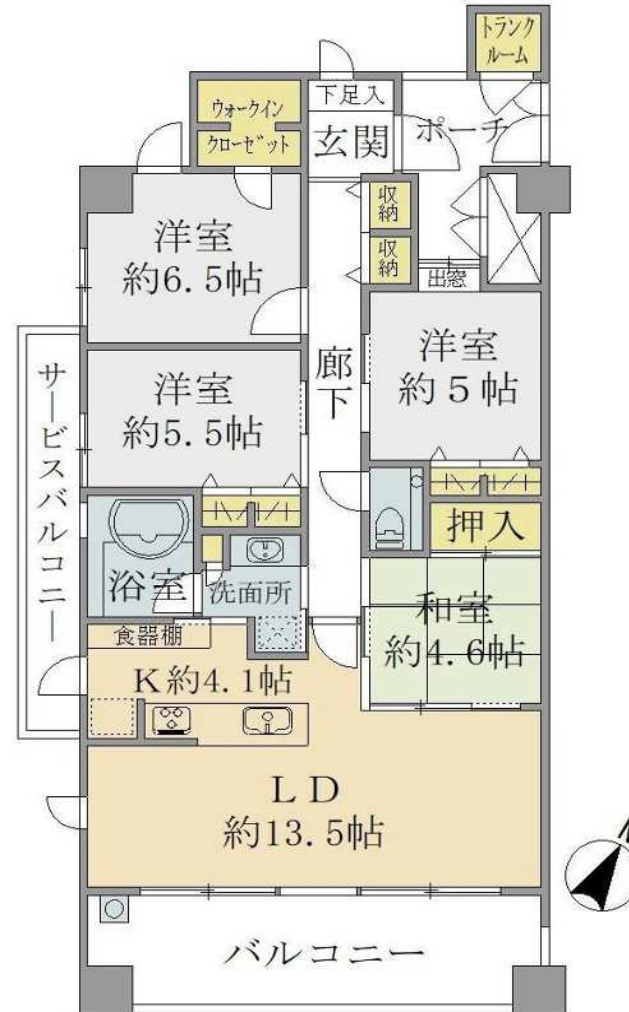 トランク
ルーム
ウォークイン
クローゼット
下足入
玄関
ポーチ
収納
収納
出窓
洋室
約6.5帖
洋室
約5帖
廊下
洋室
約5.5帖
サービスバルコニー
押入
浴室
洗面所
和室
約4.6帖
食器棚
K約4.1帖
LD
約13.5帖
バルコニー